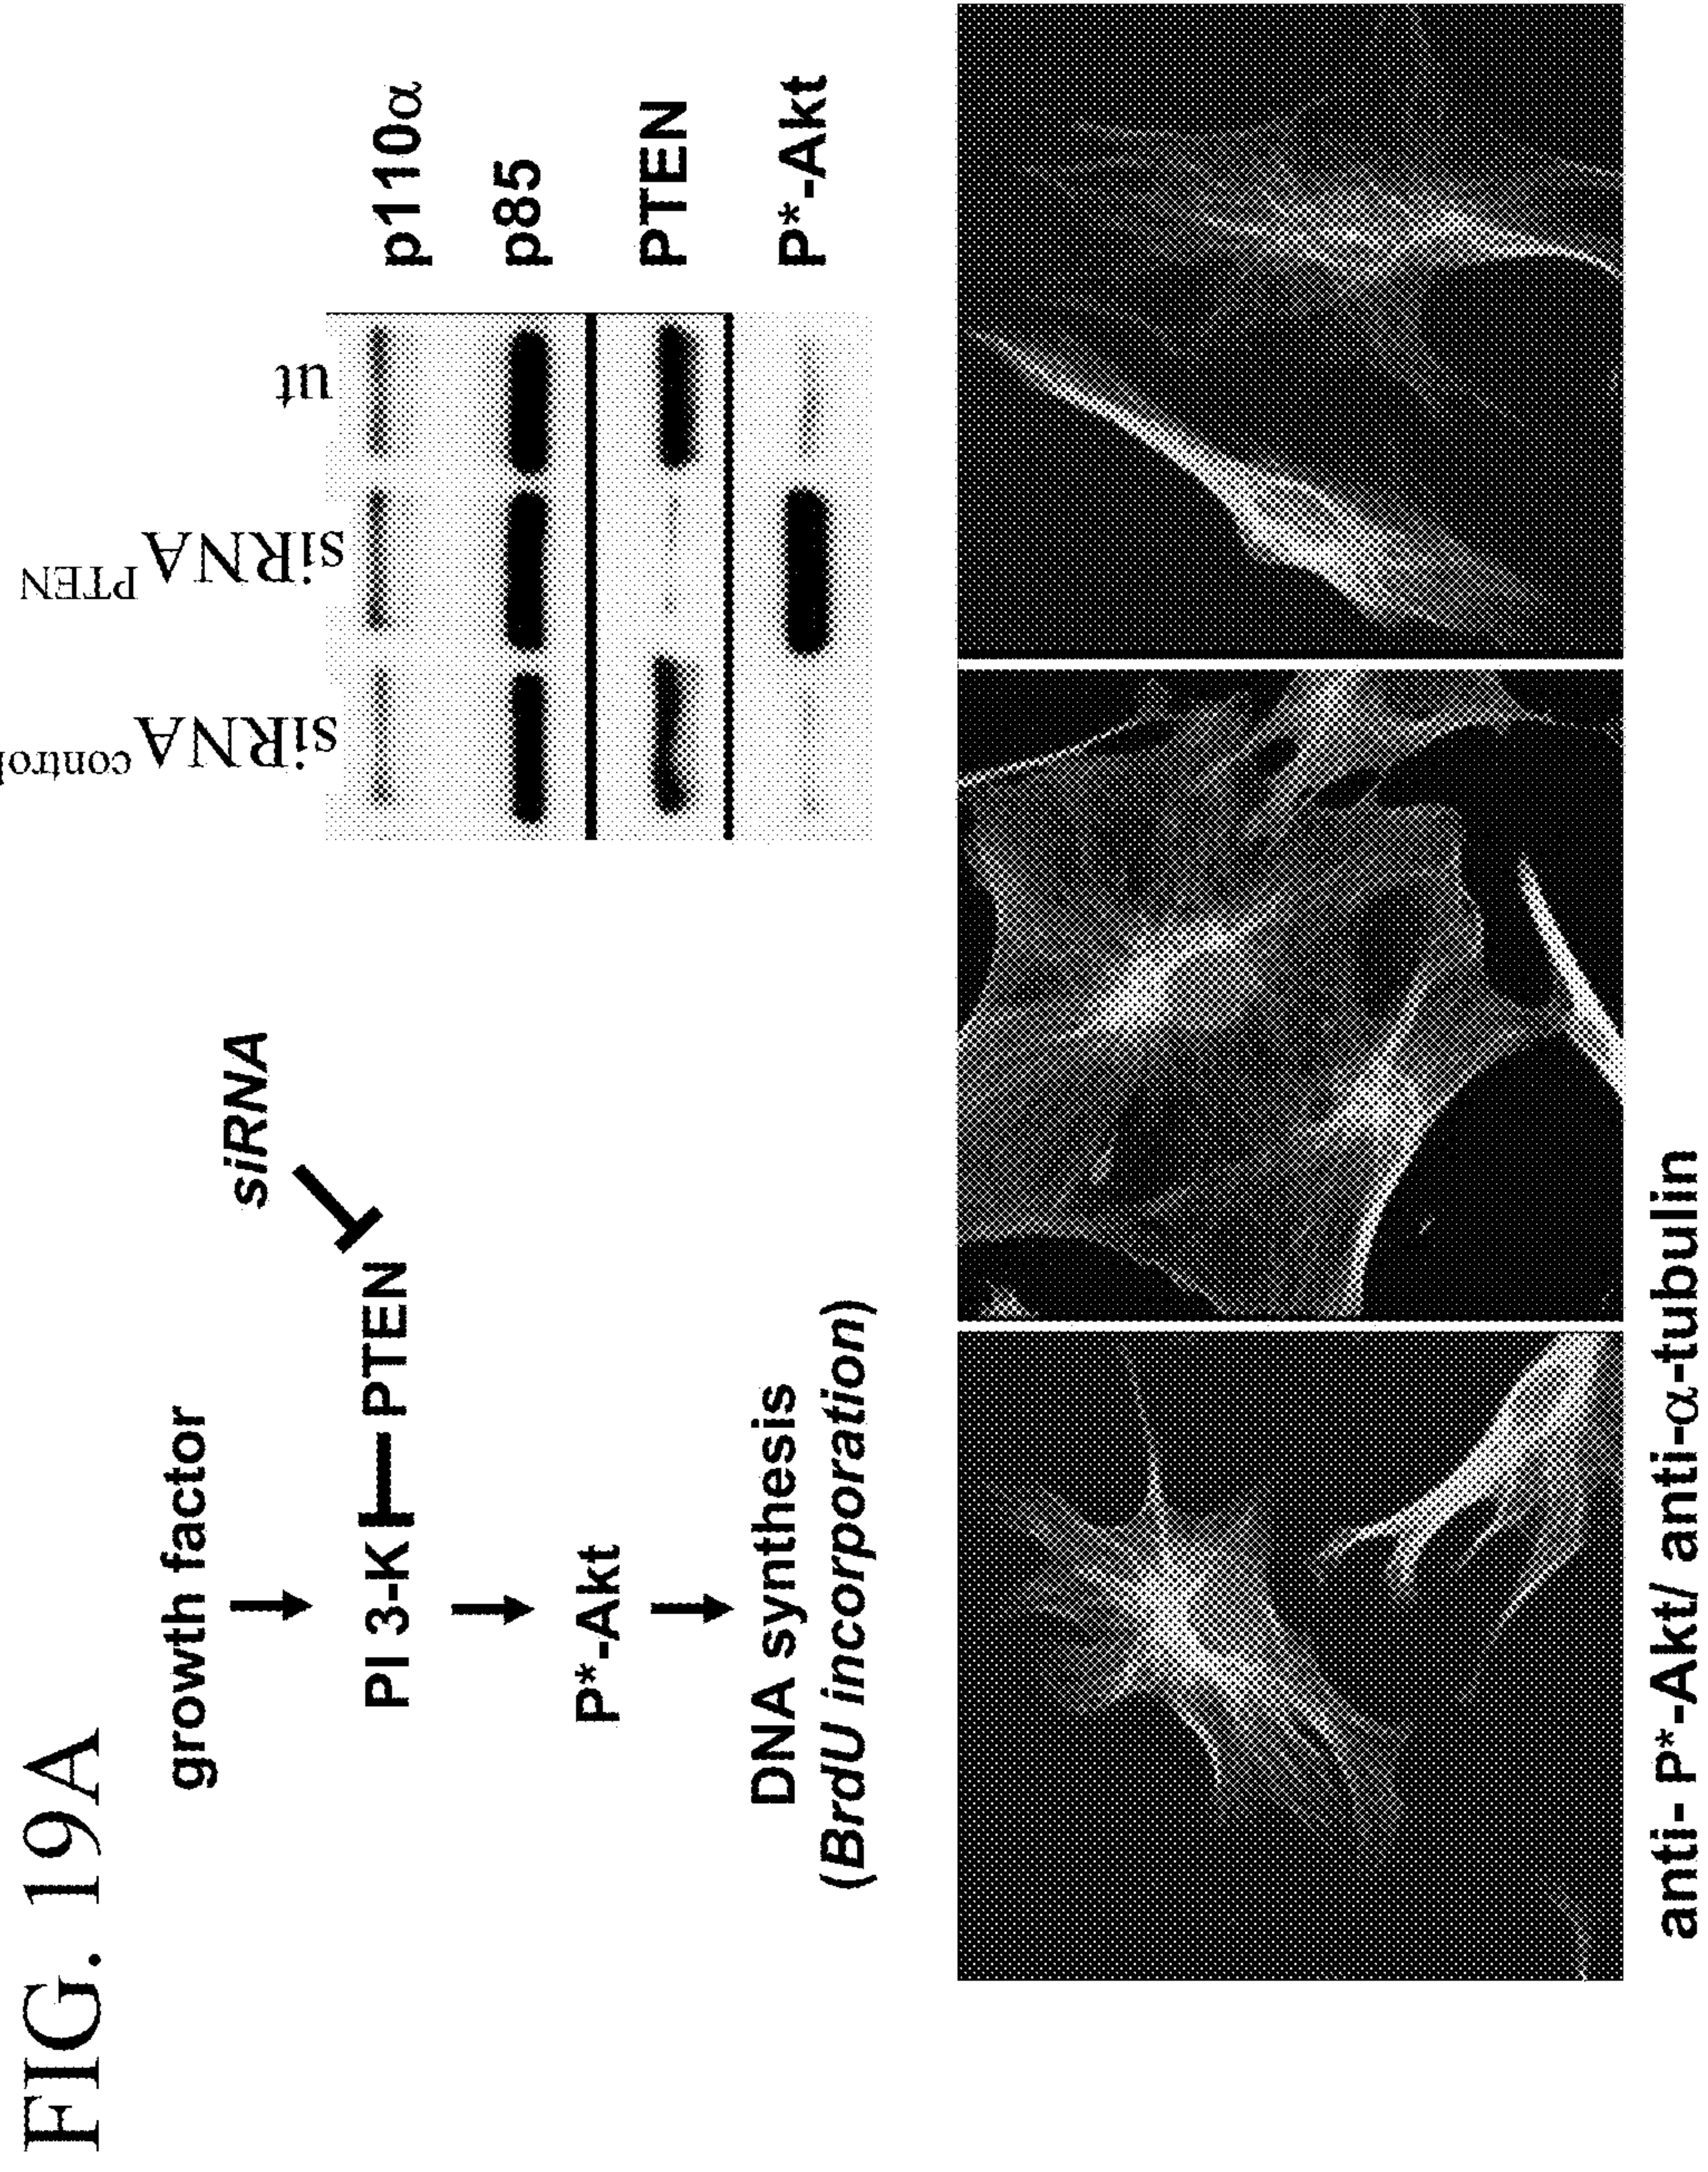 FIG. 19A
growth factor
siRNA
PI 3-K PTEN
P*-Akt
DNA synthesis
(BrdU incorporation)
siRNA control
siRNA PTEN
ut
p110α
p85
PTEN
P*-Akt
anti- P*-Akt/ anti-α-tubulin